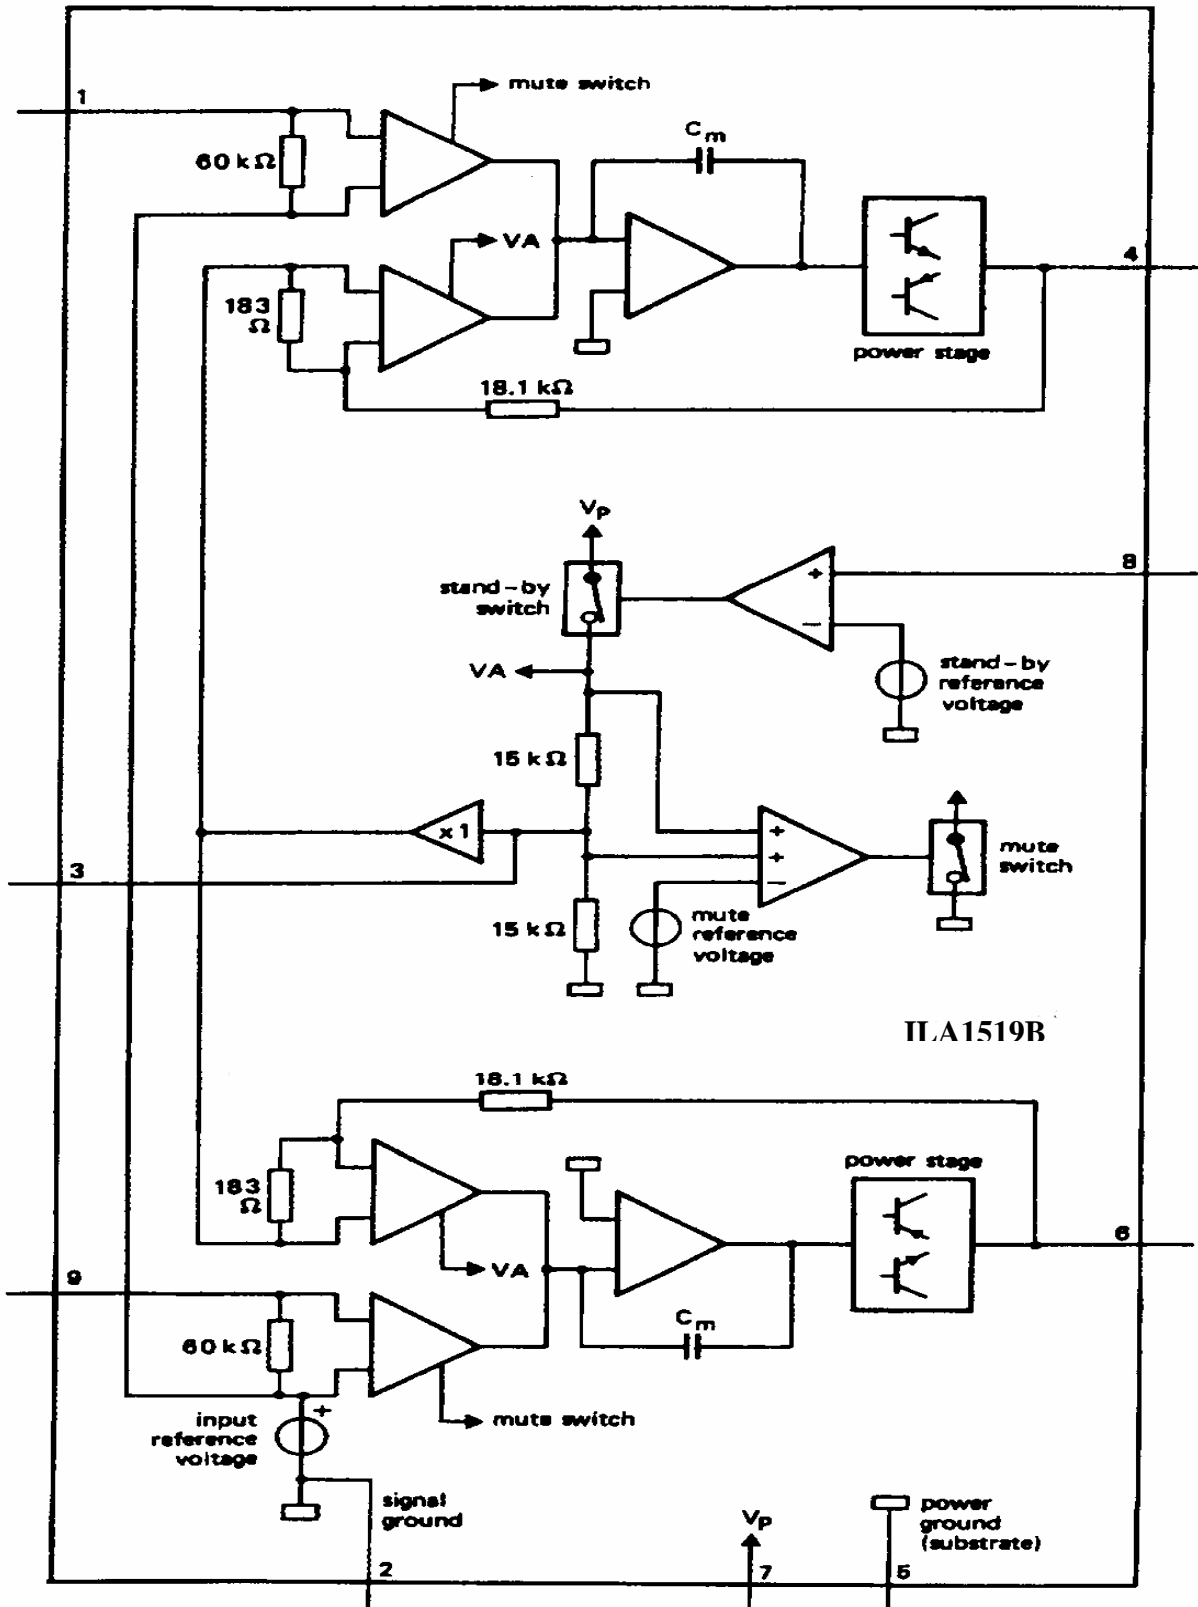 mute switch
1
Cm
60 kΩ
VA
4
183
Ω
power stage
18.1 kΩ
VP
8
+
stand-by
switch
−
VA
stand-by
reference
voltage
15 kΩ
x 1
+
+
−
mute
switch
3
15 kΩ
mute
reference
voltage
ILA1519B
18.1 kΩ
power stage
183
Ω
6
VA
9
Cm
60 kΩ
+
mute switch
input
reference
voltage
signal
ground
power
ground
(substrate)
VP
2
7
5